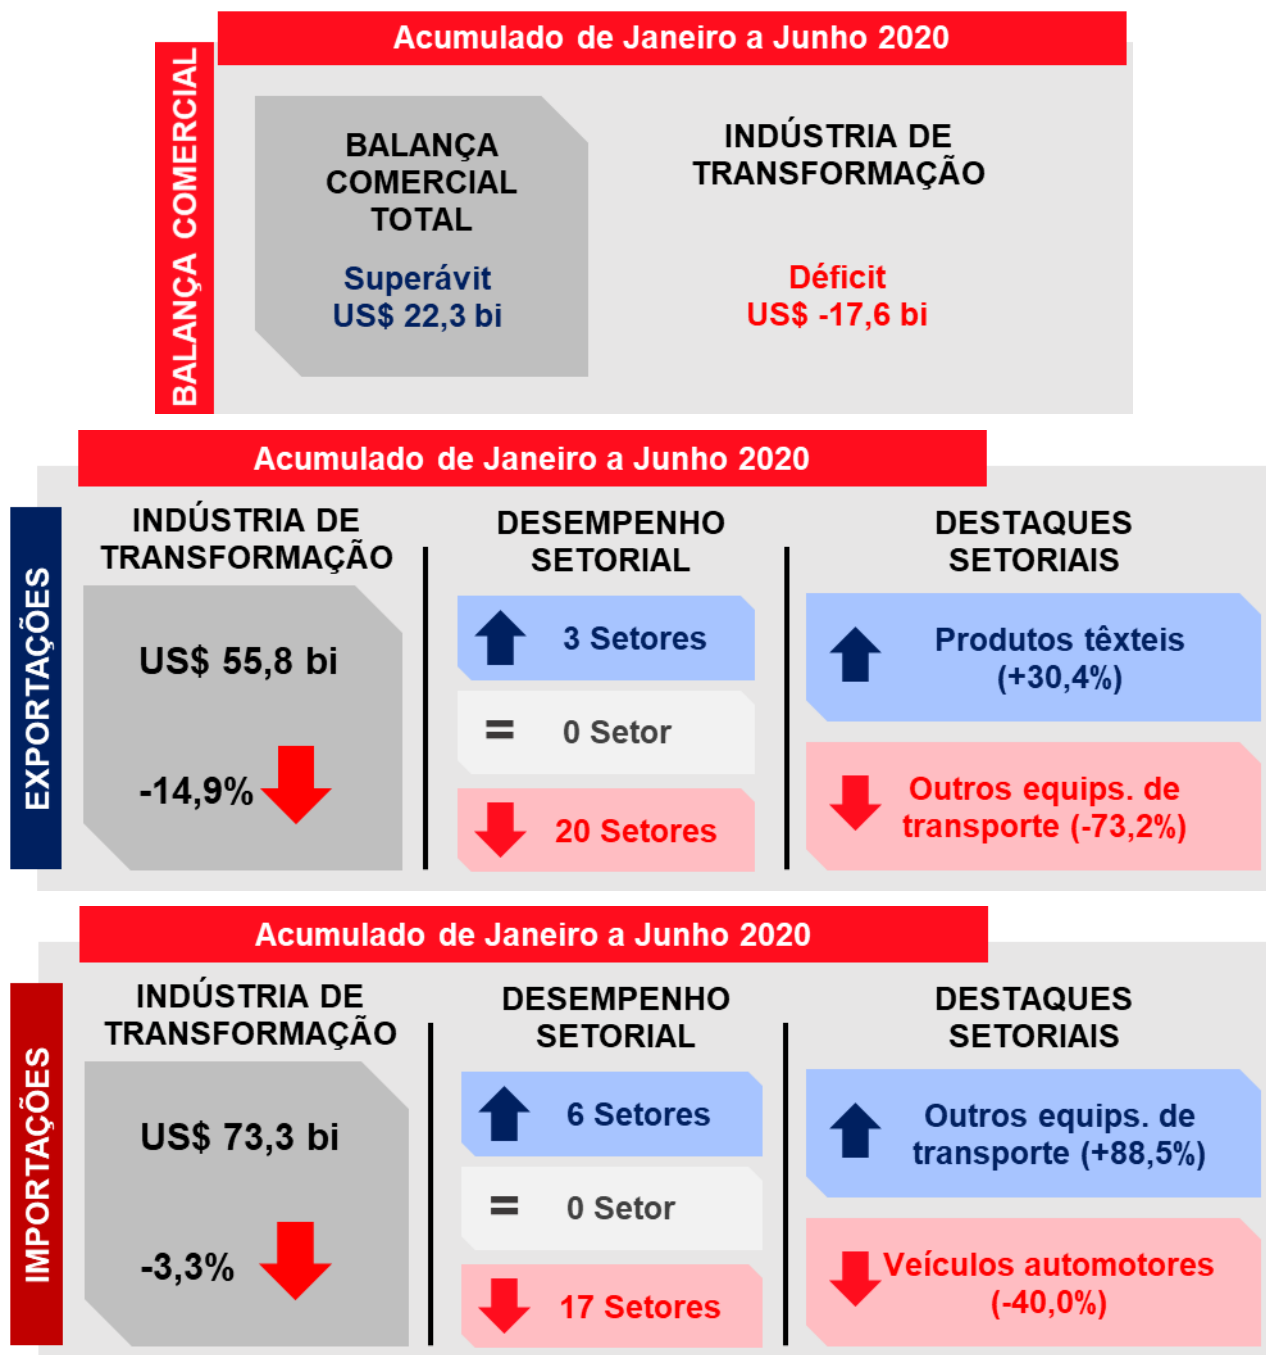 Acumulado de Janeiro a Junho 2020
BALANÇA COMERCIAL
BALANÇA
COMERCIAL
TOTAL
Superávit
US$ 22,3 bi
INDÚSTRIA DE
TRANSFORMAÇÃO
Déficit
US$ -17,6 bi
Acumulado de Janeiro a Junho 2020
EXPORTAÇÕES
INDÚSTRIA DE
TRANSFORMAÇÃO
US$ 55,8 bi
-14,9%
DESEMPENHO
SETORIAL
3 Setores
= 0 Setor
20 Setores
DESTAQUES
SETORIAIS
Produtos têxteis
(+30,4%)
Outros equips. de
transporte (-73,2%)
Acumulado de Janeiro a Junho 2020
IMPORTAÇÕES
INDÚSTRIA DE
TRANSFORMAÇÃO
US$ 73,3 bi
-3,3%
DESEMPENHO
SETORIAL
6 Setores
= 0 Setor
17 Setores
DESTAQUES
SETORIAIS
Outros equips. de
transporte (+88,5%)
Veículos automotores
(-40,0%)